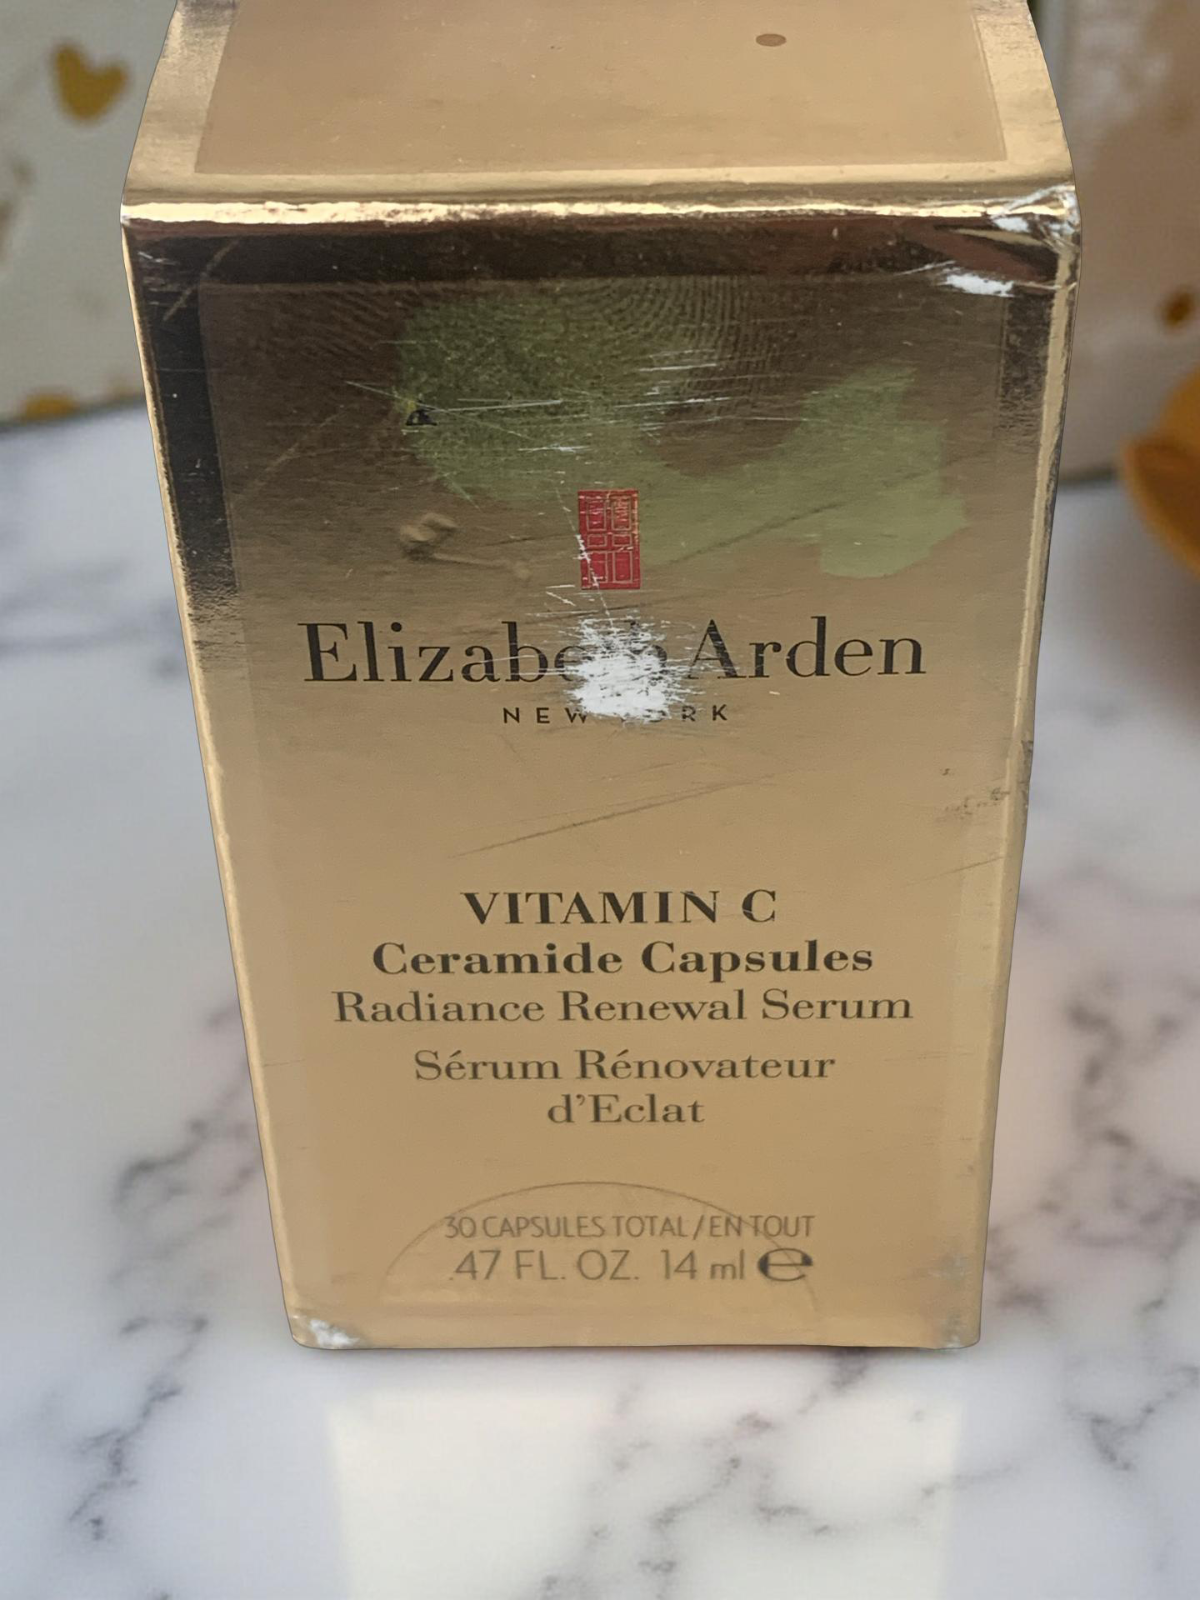 Elizabeth Arden
NEW YORK
VITAMIN C
Ceramide Capsules
Radiance Renewal Serum
Sérum Rénovateur
d'Eclat
30 CAPSULES TOTAL/EN TOUT
.47 FL. OZ. 14 ml e